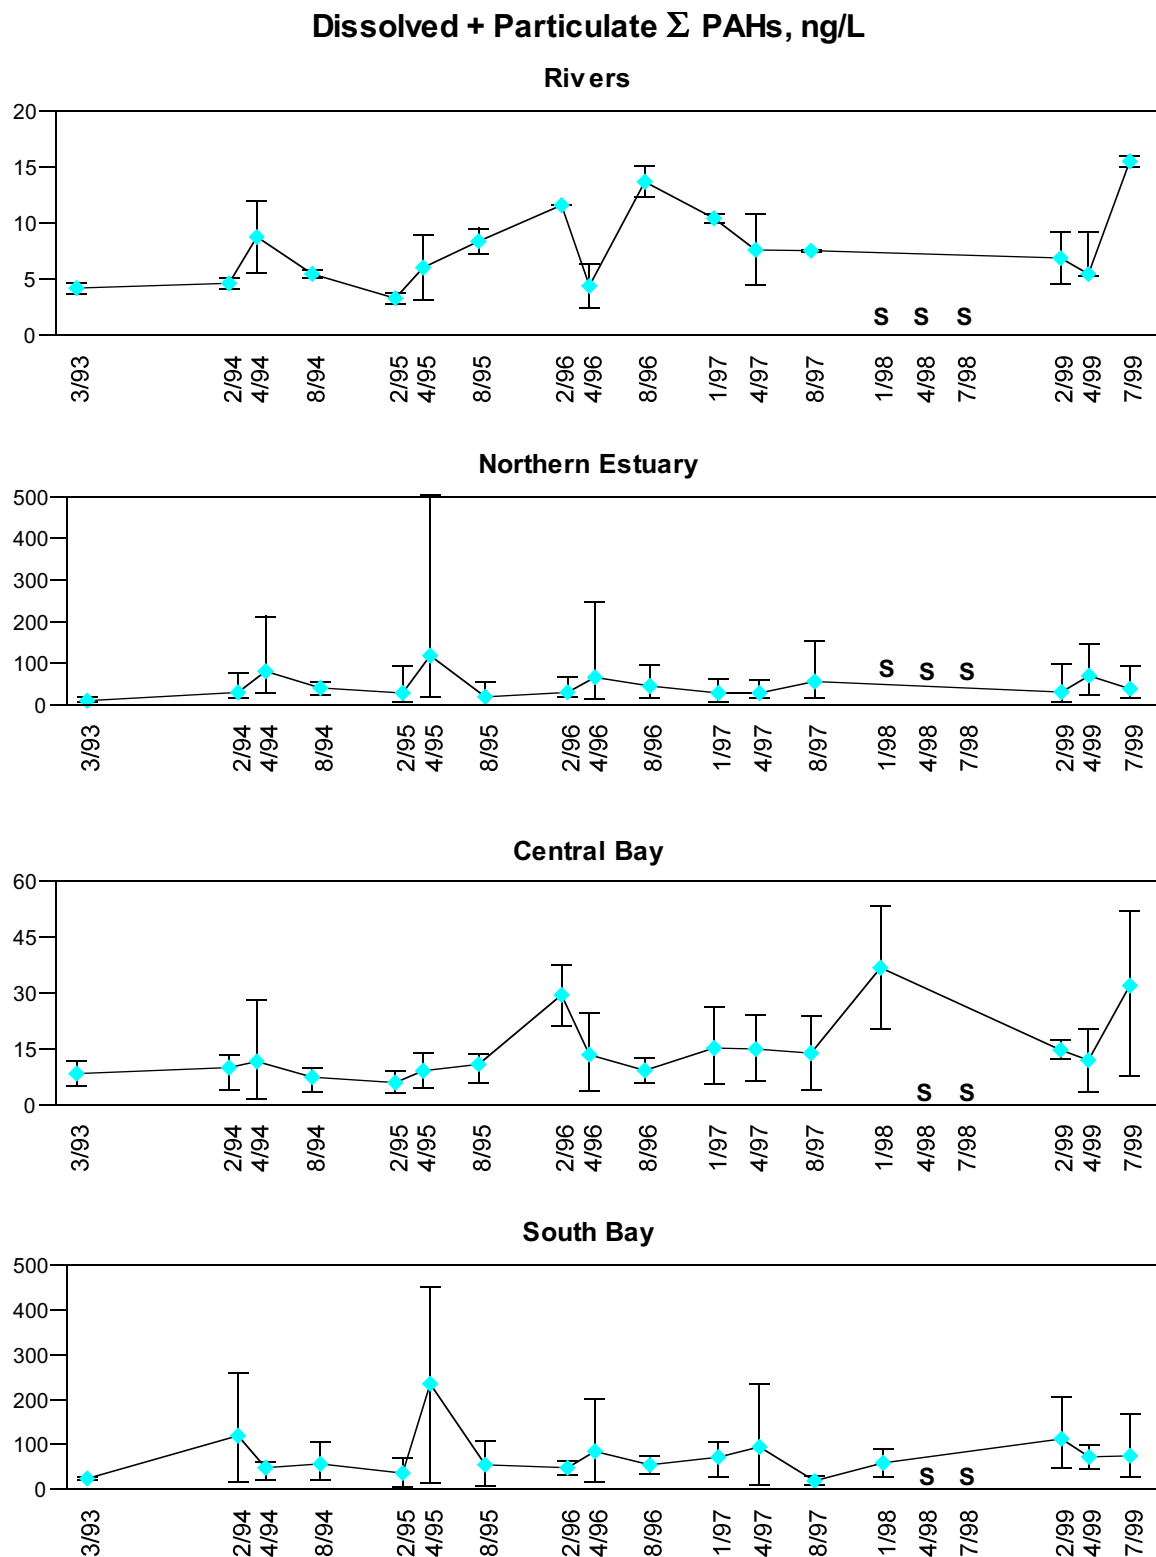 Dissolved + Particulate Σ PAHs, ng/L
Rivers
20
15
10
5
0
S S S
3/93 2/94 4/94 8/94 2/95 4/95 8/95 2/96 4/96 8/96 1/97 4/97 8/97 1/98 4/98 7/98 2/99 4/99 7/99
Northern Estuary
500
400
300
200
100
S S S
0
3/93 2/94 4/94 8/94 2/95 4/95 8/95 2/96 4/96 8/96 1/97 4/97 8/97 1/98 4/98 7/98 2/99 4/99 7/99
Central Bay
60
45
30
15
0
S S
3/93 2/94 4/94 8/94 2/95 4/95 8/95 2/96 4/96 8/96 1/97 4/97 8/97 1/98 4/98 7/98 2/99 4/99 7/99
South Bay
500
400
300
200
100
0
S S
3/93 2/94 4/94 8/94 2/95 4/95 8/95 2/96 4/96 8/96 1/97 4/97 8/97 1/98 4/98 7/98 2/99 4/99 7/99